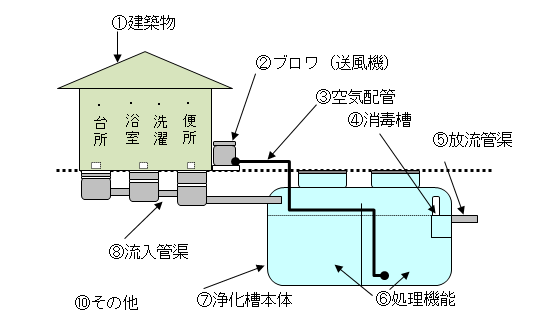 ①建築物
②ブロワ（送風機）
③空気配管
④消毒槽
⑤放流管渠
・台所
・浴室
・洗濯
・便所
⑧流入管渠
⑦浄化槽本体
⑥処理機能
⑩その他